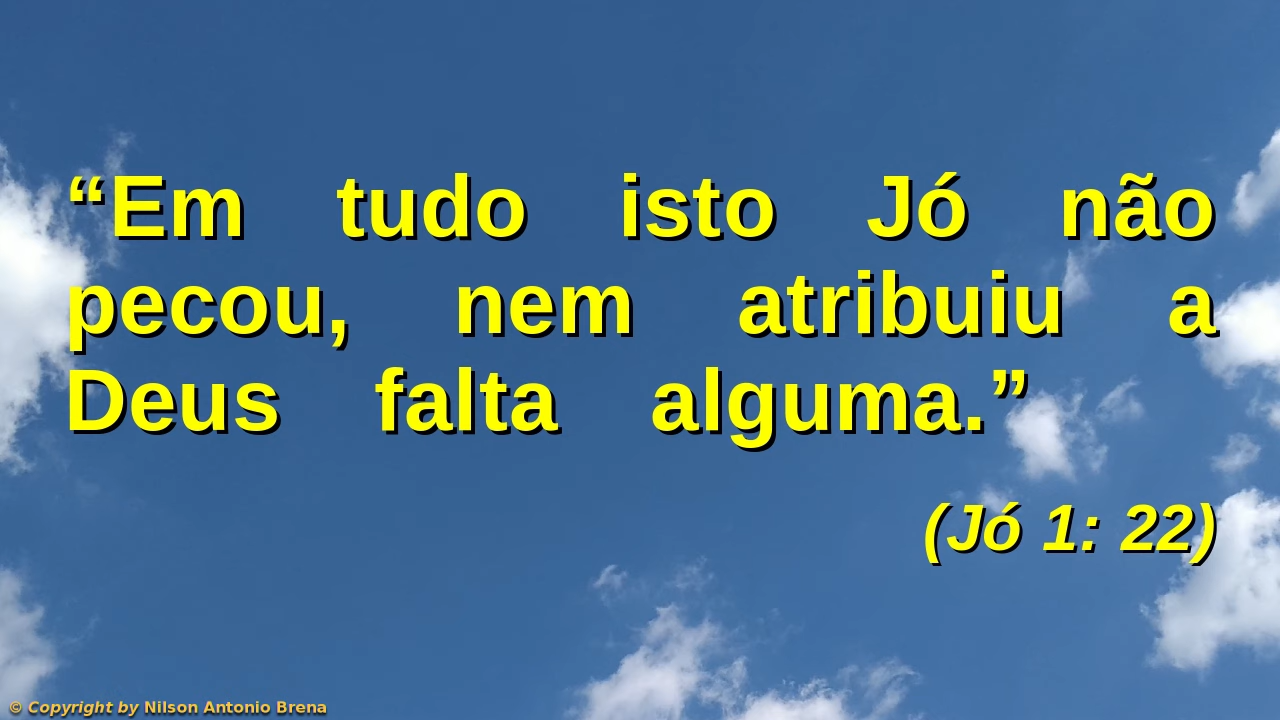 “Em tudo isto Jó não
pecou, nem atribuiu a
Deus falta alguma.”
(Jó 1: 22)
© Copyright by Nilson Antonio Brena